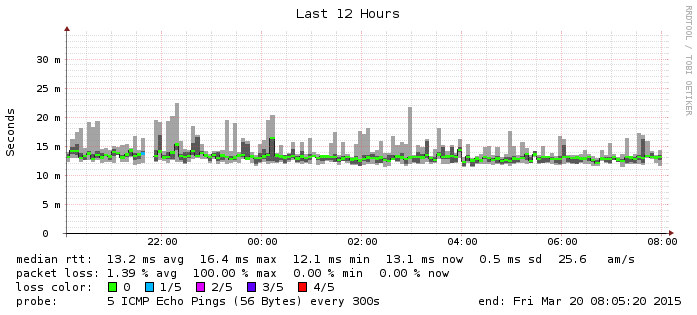 Last 12 Hours
RRDTOOL / TOBI OETIKER
Seconds
30 m
25 m
20 m
15 m
10 m
5 m
0
22:00 00:00 02:00 04:00 06:00 08:00
median rtt: 13.2 ms avg 16.4 ms max 12.1 ms min 13.1 ms now 0.5 ms sd 25.6 am/s
packet loss: 1.39 % avg 100.00 % max 0.00 % min 0.00 % now
loss color: 0 1/5 2/5 3/5 4/5
probe: 5 ICMP Echo Pings (56 Bytes) every 300s end: Fri Mar 20 08:05:20 2015